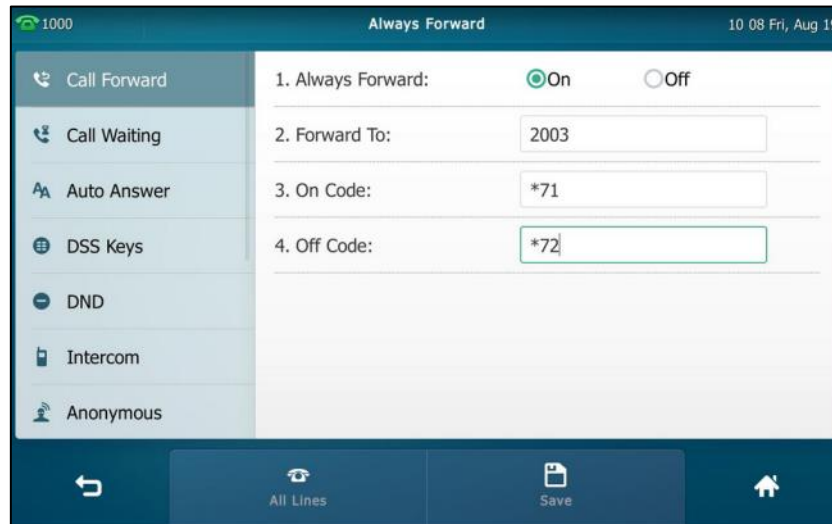 1000 Always Forward 10 08 Fri, Aug 19
Call Forward
Call Waiting
Auto Answer
DSS Keys
DND
Intercom
Anonymous
1. Always Forward: On Off
2. Forward To: 2003
3. On Code: *71
4. Off Code: *72
All Lines
Save